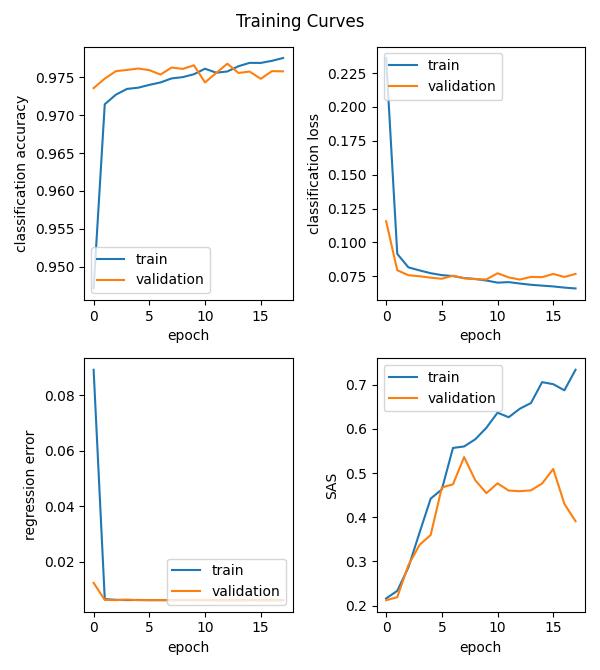 Training Curves
classification accuracy
0.975
0.970
0.965
0.960
0.955
0.950
train
validation
0 5 10 15
epoch
classification loss
0.225
0.200
0.175
0.150
0.125
0.100
0.075
train
validation
0 5 10 15
epoch
regression error
0.08
0.06
0.04
0.02
train
validation
0 5 10 15
epoch
SAS
0.7
0.6
0.5
0.4
0.3
0.2
train
validation
0 5 10 15
epoch